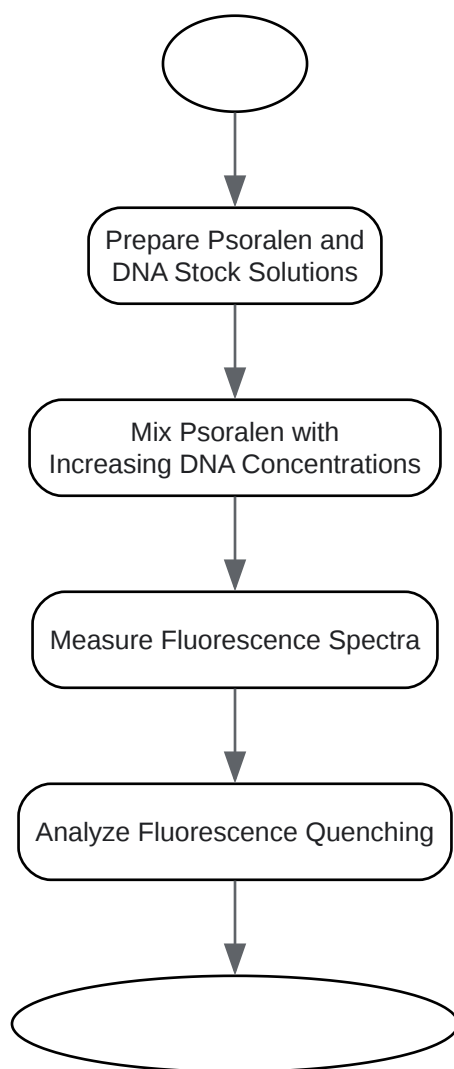 Prepare Psoralen and
DNA Stock Solutions
Mix Psoralen with
Increasing DNA Concentrations
Measure Fluorescence Spectra
Analyze Fluorescence Quenching